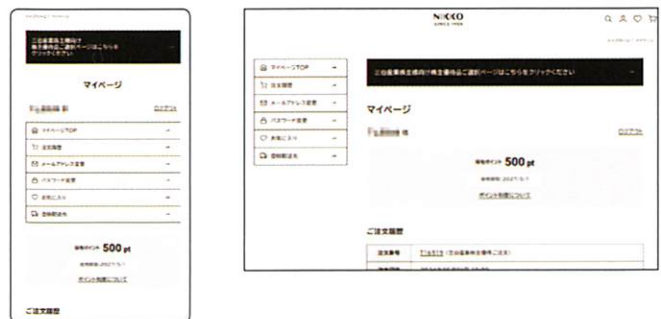 三谷産業株主様向け
株主優待品ご選択ページはこちらを
クリックください
マイページ
様
ログアウト
マイページTOP
注文履歴
メールアドレス変更
パスワード変更
お気に入り
登録配送先
保有ポイント 500 pt
ポイント制度について
ご注文履歴
NIKKO
SINCE 1908
マイページTOP
注文履歴
メールアドレス変更
パスワード変更
お気に入り
登録配送先
三谷産業株主様向け株主優待品ご選択ページはこちらをクリックください
マイページ
様
ログアウト
保有ポイント 500 pt
ポイント制度について
ご注文履歴
注文番号